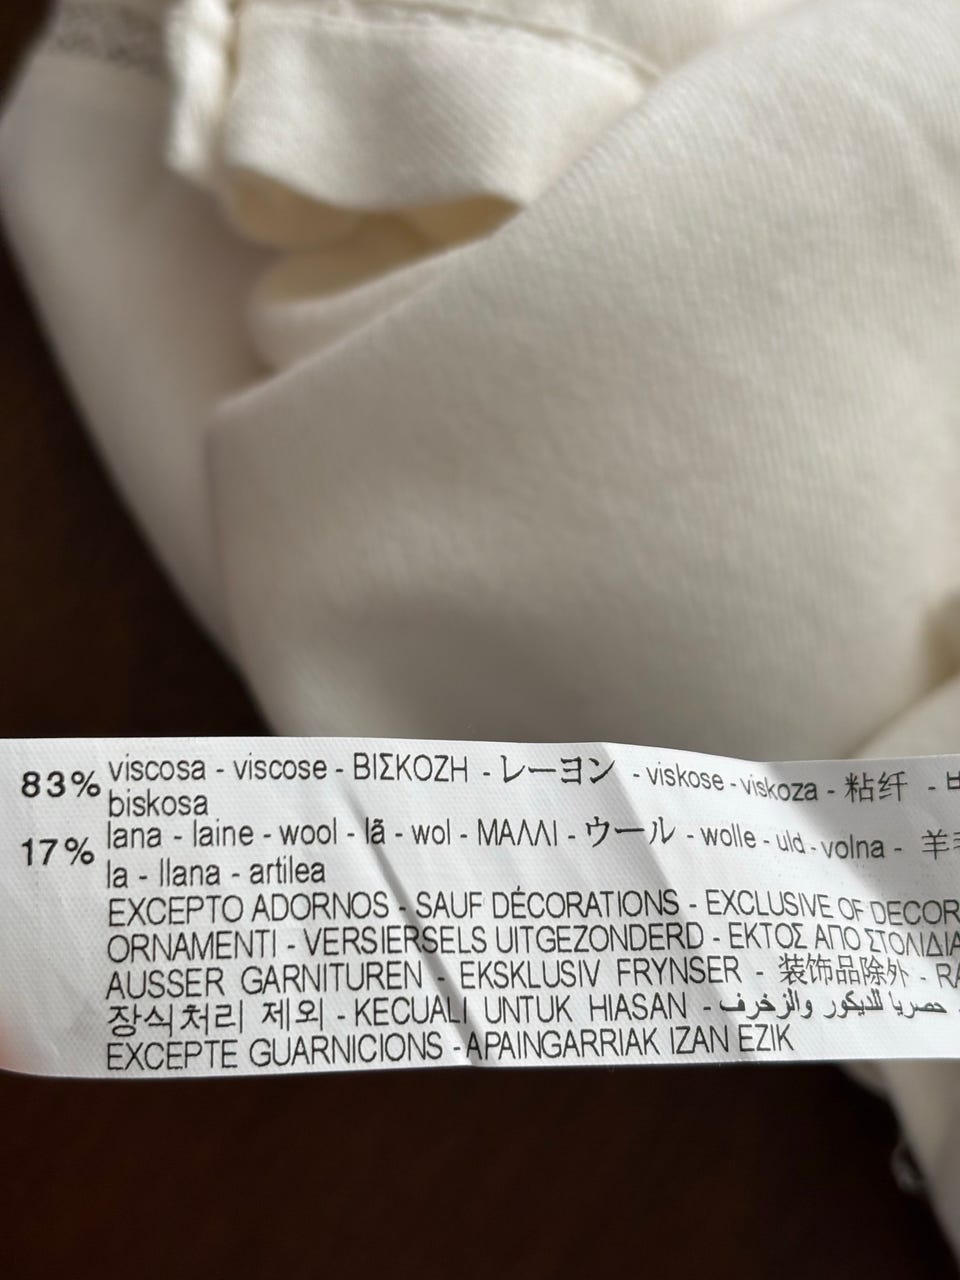 83% viscosa - viscose - ΒΙΣΚΟΖΗ - レーヨン - viskose - viskoza - 粘纤 -
biskosa
17% lana - laine - wool - lã - wol - ΜΑΛΛΙ - ウール - wolle - uld - volna -
la - llana - artilea
EXCEPTO ADORNOS - SAUF DÉCORATIONS - EXCLUSIVE OF DECOR
ORNAMENTI - VERSIERSELS UITGEZONDERD - ΕΚΤΟΣ ΑΠΟ ΣΤΟΛΙΔΙΑ
AUSSER GARNITUREN - EKSKLUSIV FRYNSER - 装饰品除外 - RA
장식처리 제외 - KECUALI UNTUK HIASAN - حصريا للديكور والزخرف
EXCEPTE GUARNICIONS - APAINGARRIAK IZAN EZIK